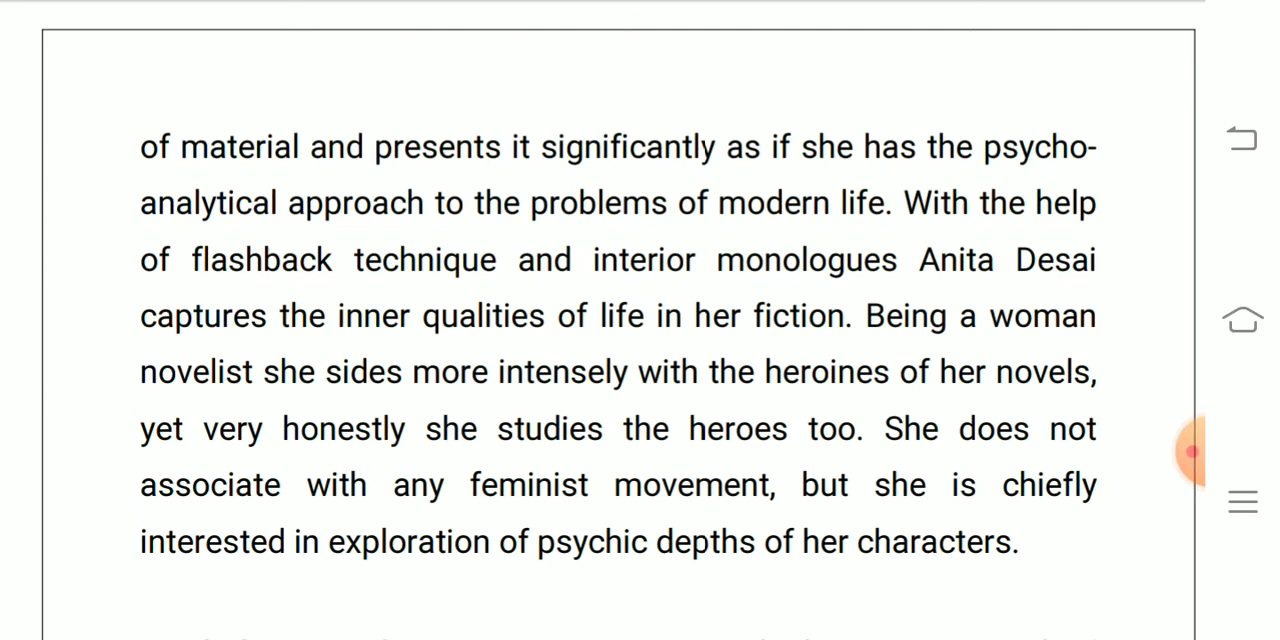 of material and presents it significantly as if she has the psycho-
analytical approach to the problems of modern life. With the help
of flashback technique and interior monologues Anita Desai
captures the inner qualities of life in her fiction. Being a woman
novelist she sides more intensely with the heroines of her novels,
yet very honestly she studies the heroes too. She does not
associate with any feminist movement, but she is chiefly
interested in exploration of psychic depths of her characters.